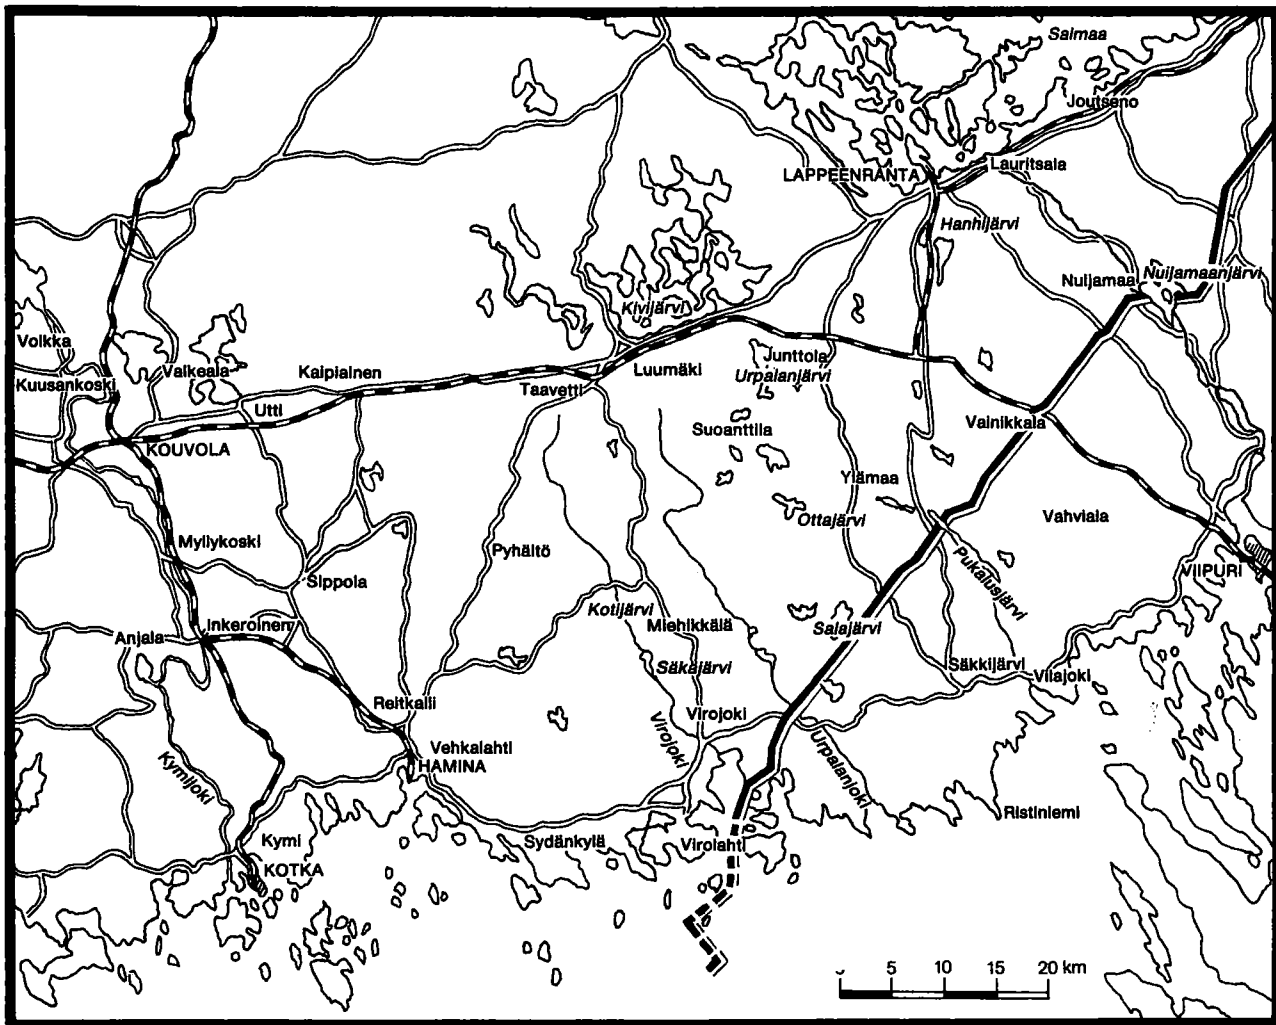 Saimaa
Joutseno
Lauritsala
LAPPEENRANTA
Hanhijärvi
Nuijamaa
Nuijamaanjärvi
Kivijärvi
Volkka
Kuusankoski
Valkeala
Kaipiainen
Taavetti
Luumäki
Junttola
Urpalanjärvi
Utti
KOUVOLA
Suoanttila
Vainikkala
Ylämaa
Ottajärvi
Vahviala
Myllykoski
Sippola
Pyhältö
Pukalusjärvi
VIIPURI
Kotijärvi
Miehikkälä
Salajärvi
Anjala
Inkeroinen
Säkäjärvi
Säkkijärvi
Vilajoki
Reitkalli
Virojoki
Virojoki
Urpalanjoki
Vehkalahti
HAMINA
Kymijoki
Ristiniemi
Kymi
KOTKA
Sydänkylä
Virolahti
5 10 15 20 km